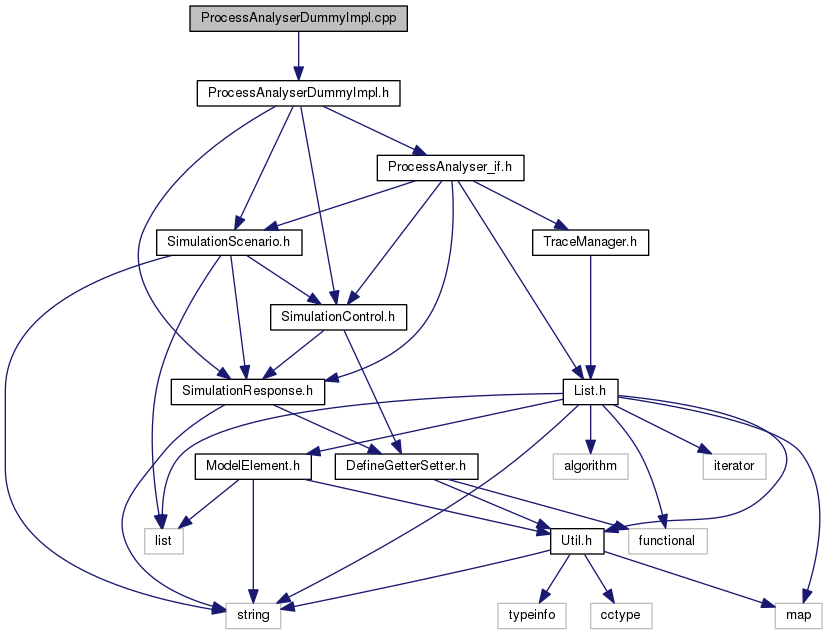 ProcessAnalyserDummyImpl.cpp
ProcessAnalyserDummyImpl.h
ProcessAnalyser_if.h
SimulationScenario.h
TraceManager.h
SimulationControl.h
SimulationResponse.h
List.h
ModelElement.h
DefineGetterSetter.h
algorithm
iterator
list
Util.h
functional
string
typeinfo
cctype
map